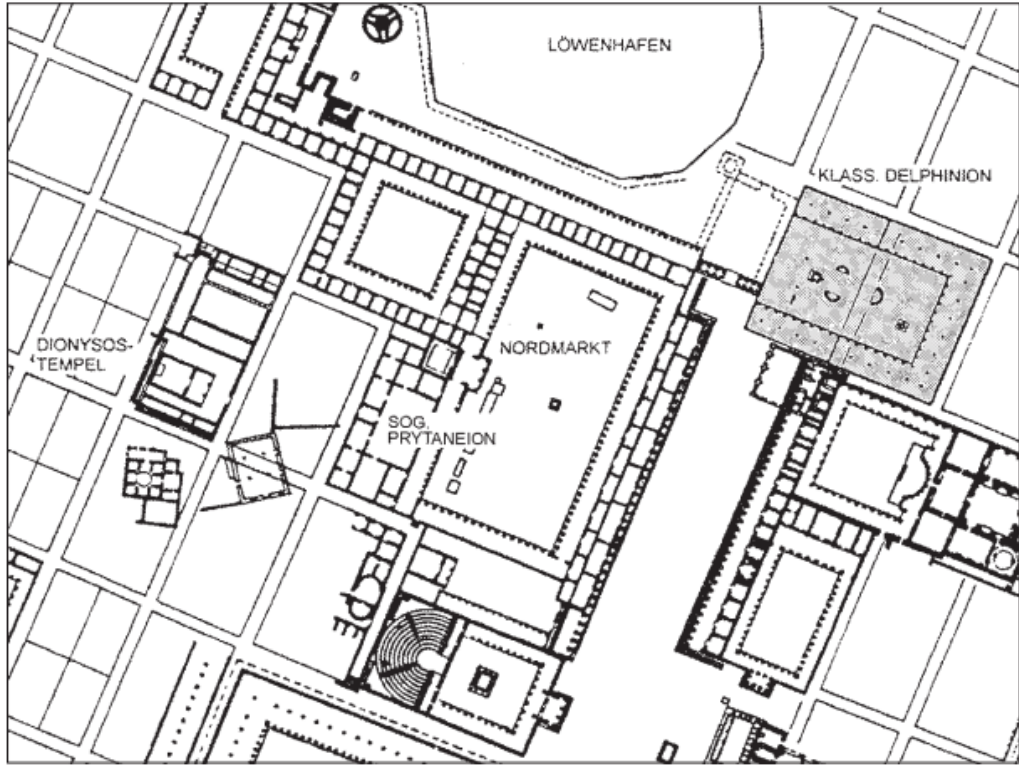 LÖWENHAFEN
KLASS. DELPHINION
DIONYSOS-
TEMPEL
NORDMARKT
SOG.
PRYTANEION